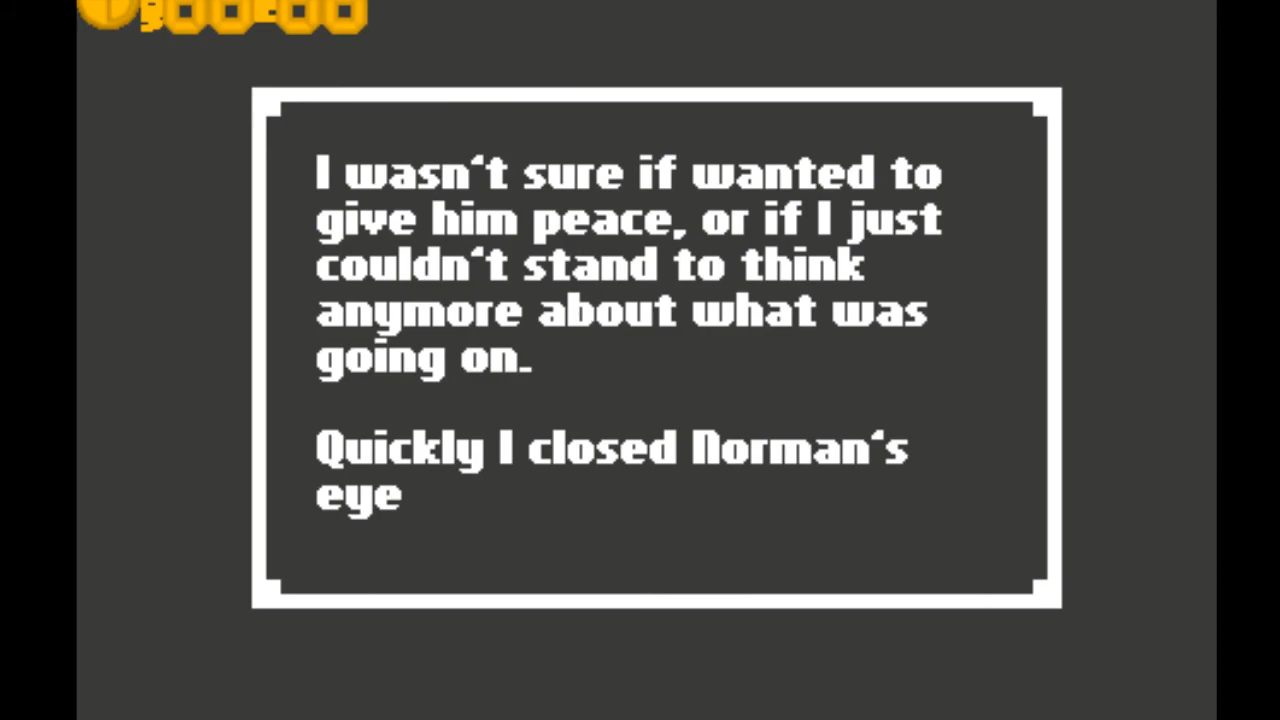 I wasn‘t sure if wanted to
give him peace, or if I just
couldn‘t stand to think
anymore about what was
going on.
Quickly I closed Norman‘s
eye